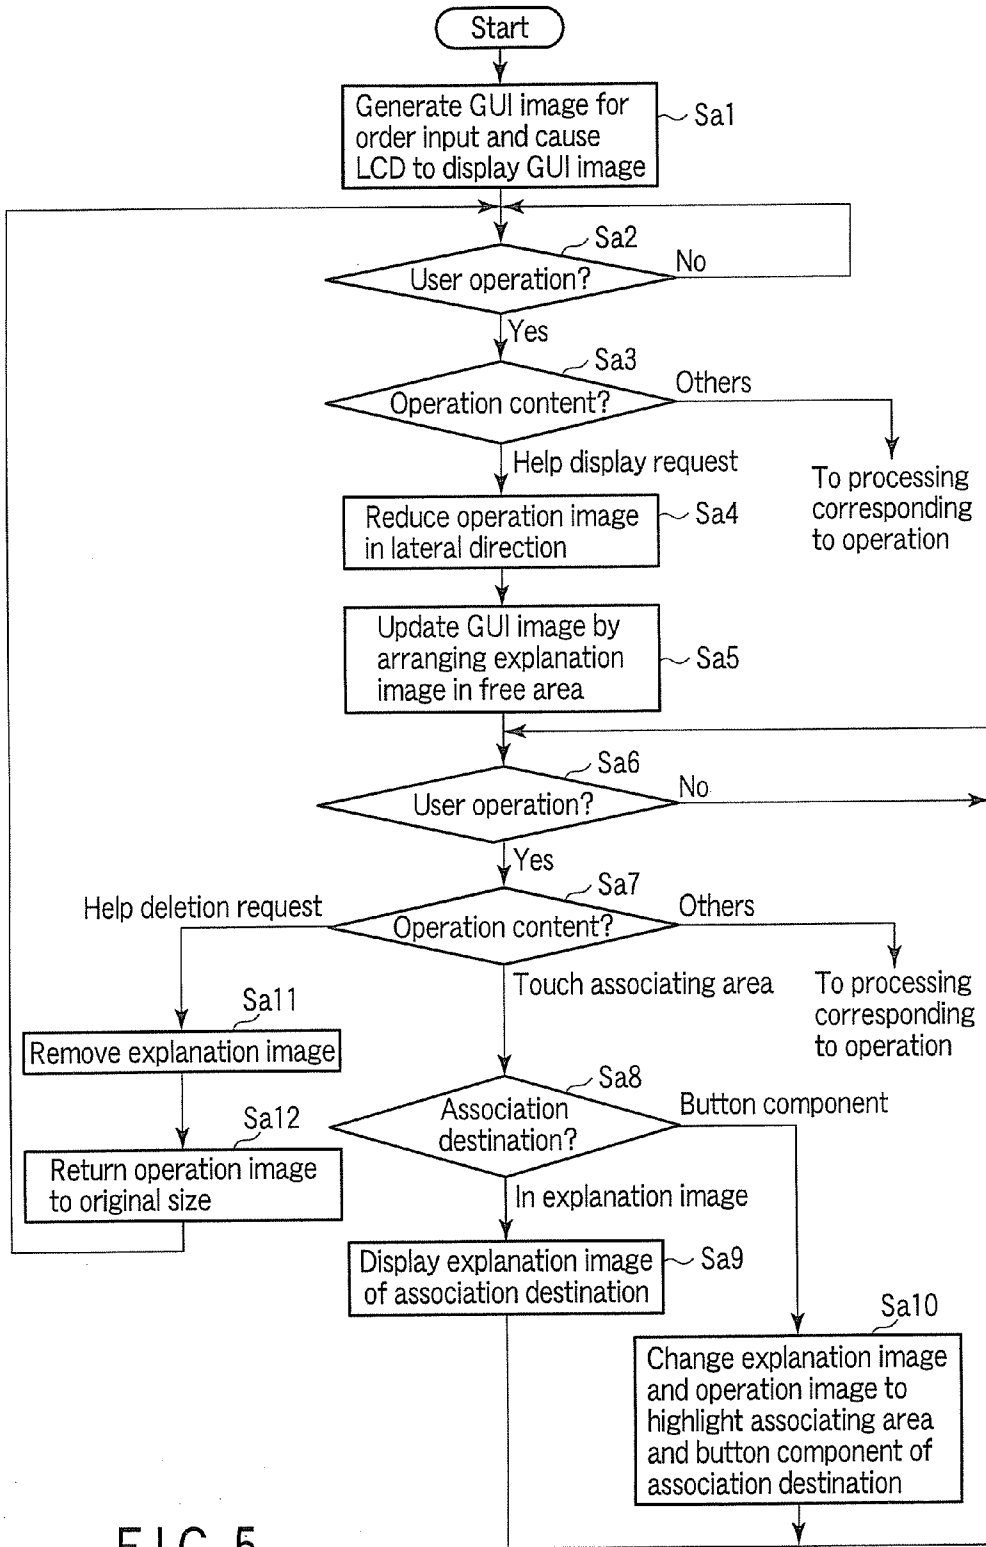 Start
Generate GUI image for
order input and cause
LCD to display GUI image
Sa1
Sa2
User operation?
No
Yes
Sa3
Operation content?
Others
Help display request
To processing
corresponding
to operation
Reduce operation image
in lateral direction
Sa4
Update GUI image by
arranging explanation
image in free area
Sa5
Sa6
User operation?
No
Yes
Sa7
Help deletion request
Operation content?
Others
Touch associating area
To processing
corresponding
to operation
Sa11
Remove explanation image
Sa8
Association
destination?
Button component
Sa12
Return operation image
to original size
In explanation image
Display explanation image
of association destination
Sa9
Sa10
Change explanation image
and operation image to
highlight associating area
and button component of
association destination
FIG. 5